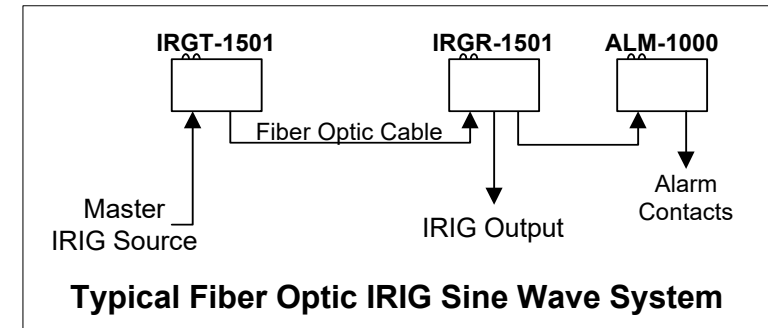 IRGT-1501
IRGR-1501
ALM-1000
Fiber Optic Cable
Master
IRIG Source
IRIG Output
Alarm
Contacts
Typical Fiber Optic IRIG Sine Wave System